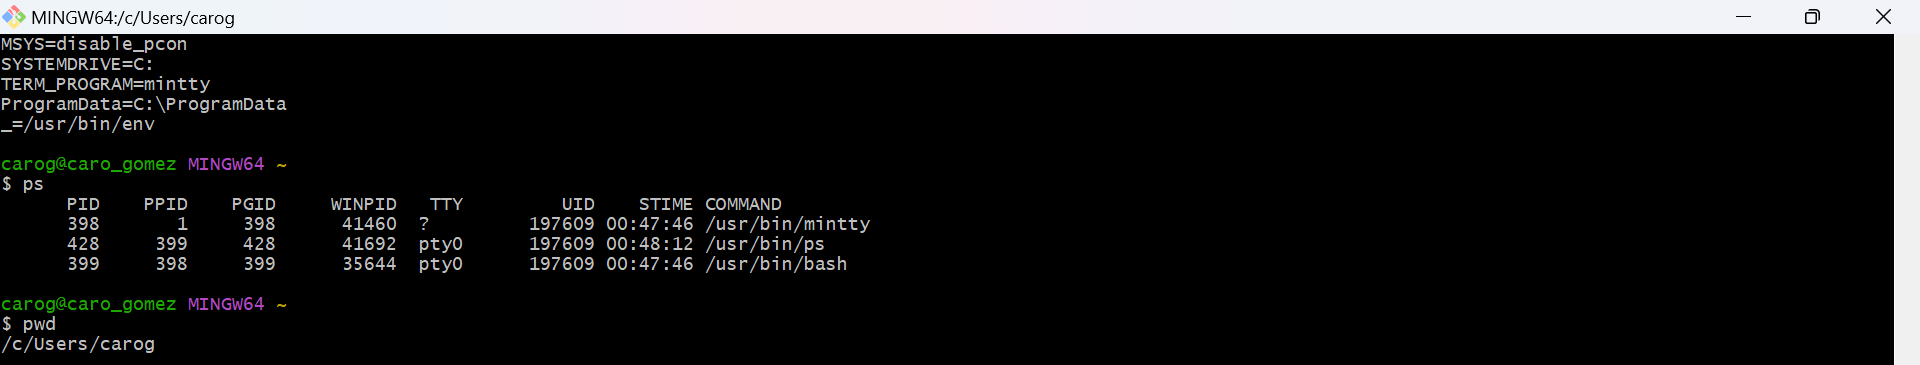 MINGW64:/c/Users/carog
MSYS=disable_pcon
SYSTEMDRIVE=C:
TERM_PROGRAM=mintty
ProgramData=C:\ProgramData
_=/usr/bin/env
carog@caro_gomez MINGW64 ~
$ ps
PID PPID PGID WINPID TTY UID STIME COMMAND
398 1 398 41460 ? 197609 00:47:46 /usr/bin/mintty
428 399 428 41692 pty0 197609 00:48:12 /usr/bin/ps
399 398 399 35644 pty0 197609 00:47:46 /usr/bin/bash
carog@caro_gomez MINGW64 ~
$ pwd
/c/Users/carog